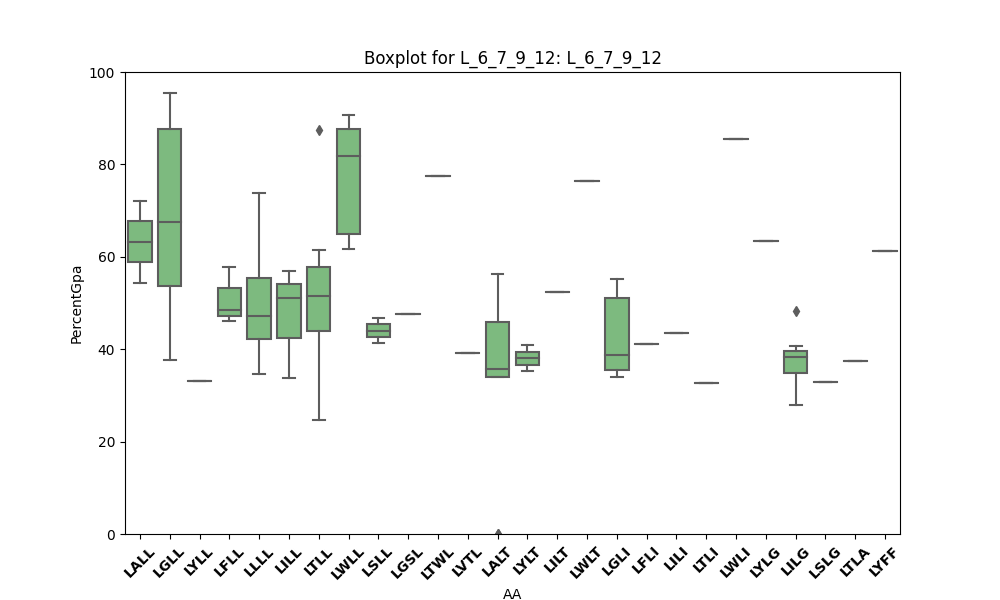 Boxplot for L_6_7_9_12: L_6_7_9_12
PercentGpa
100
80
60
40
20
0
LALL
LGLL
LYLL
LFLL
LLLL
LILL
LTLL
LWLL
LSLL
LGSL
LTWL
LVTL
LALT
LYLT
LILT
LWLT
LGLI
LFLI
LILI
LTLI
LWLI
LYLG
LILG
LSLG
LTLA
LYFF
AA